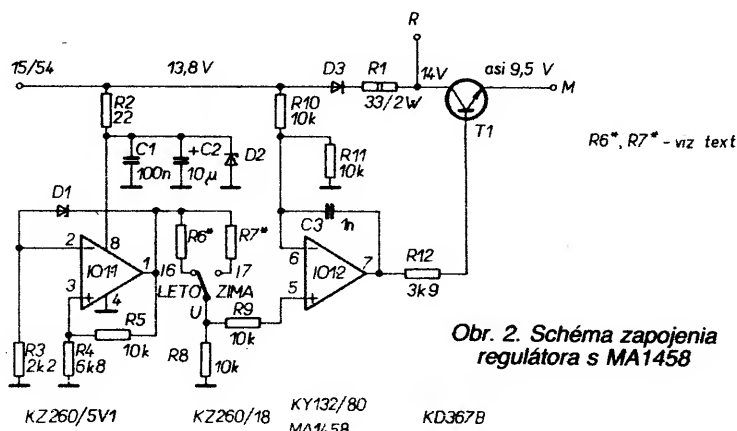 R
15/54
13,8 V
D3
R1
14V
asi 9,5 V
M
33/2W
T1
R2
22
R10
10k
R6*, R7* - viz text
C1
100n
+ C2
10µ
D2
R11
10k
D1
C3
1n
R6*
R7*
2
8
1
IO11
3
4
I6
I7
LETO
ZIMA
U
6
7
IO12
5
R12
3k9
R5
10k
R9
10k
R3
2k2
R4
6k8
R8
10k
Obr. 2. Schéma zapojenia
regulátora s MA1458
KZ260/5V1
KZ260/18
KY132/80
KD367B
MA1458